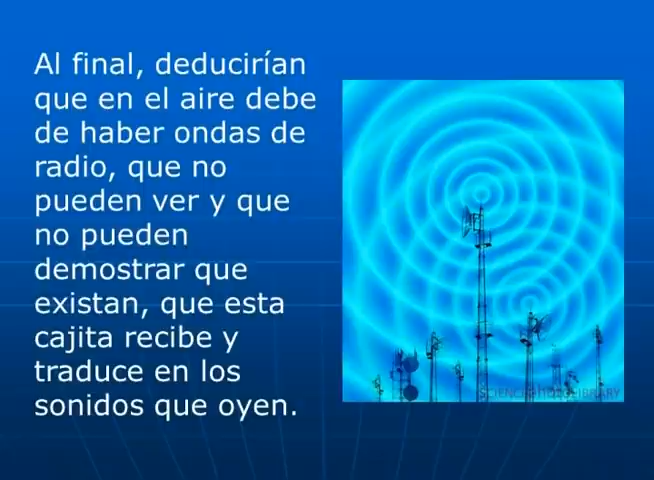 Al final, deducirían
que en el aire debe
de haber ondas de
radio, que no
pueden ver y que
no pueden
demostrar que
existan, que esta
cajita recibe y
traduce en los
sonidos que oyen.
SCIENCEPHOTOLIBRARY